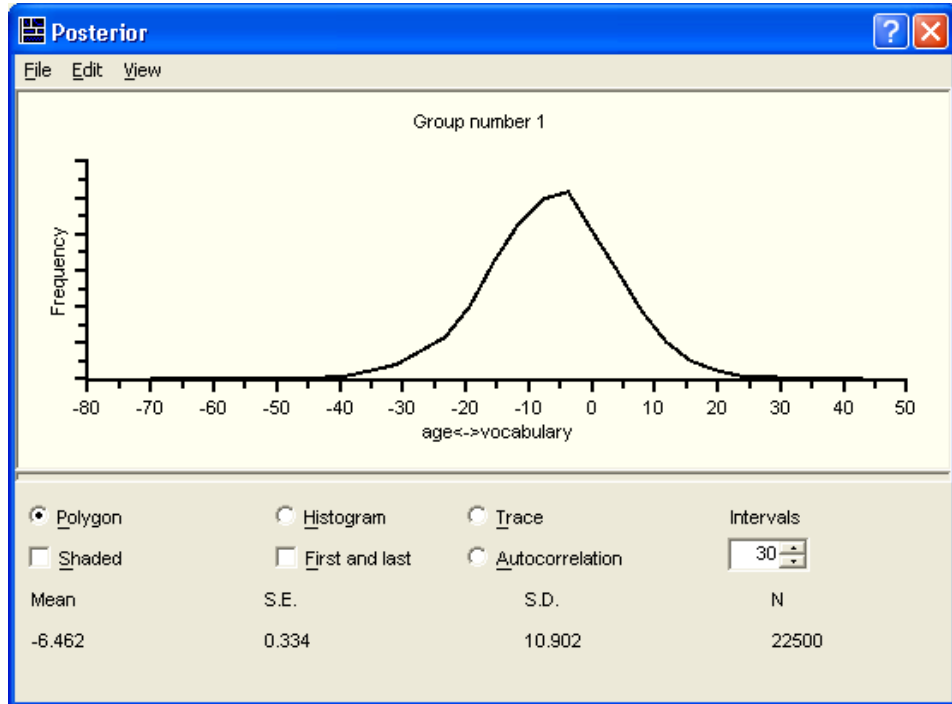 Posterior
File Edit View
Group number 1
Frequency
-80 -70 -60 -50 -40 -30 -20 -10 0 10 20 30 40 50
age<->vocabulary
Polygon Histogram Trace Intervals
Shaded First and last Autocorrelation 30
Mean S.E. S.D. N
-6.462 0.334 10.902 22500